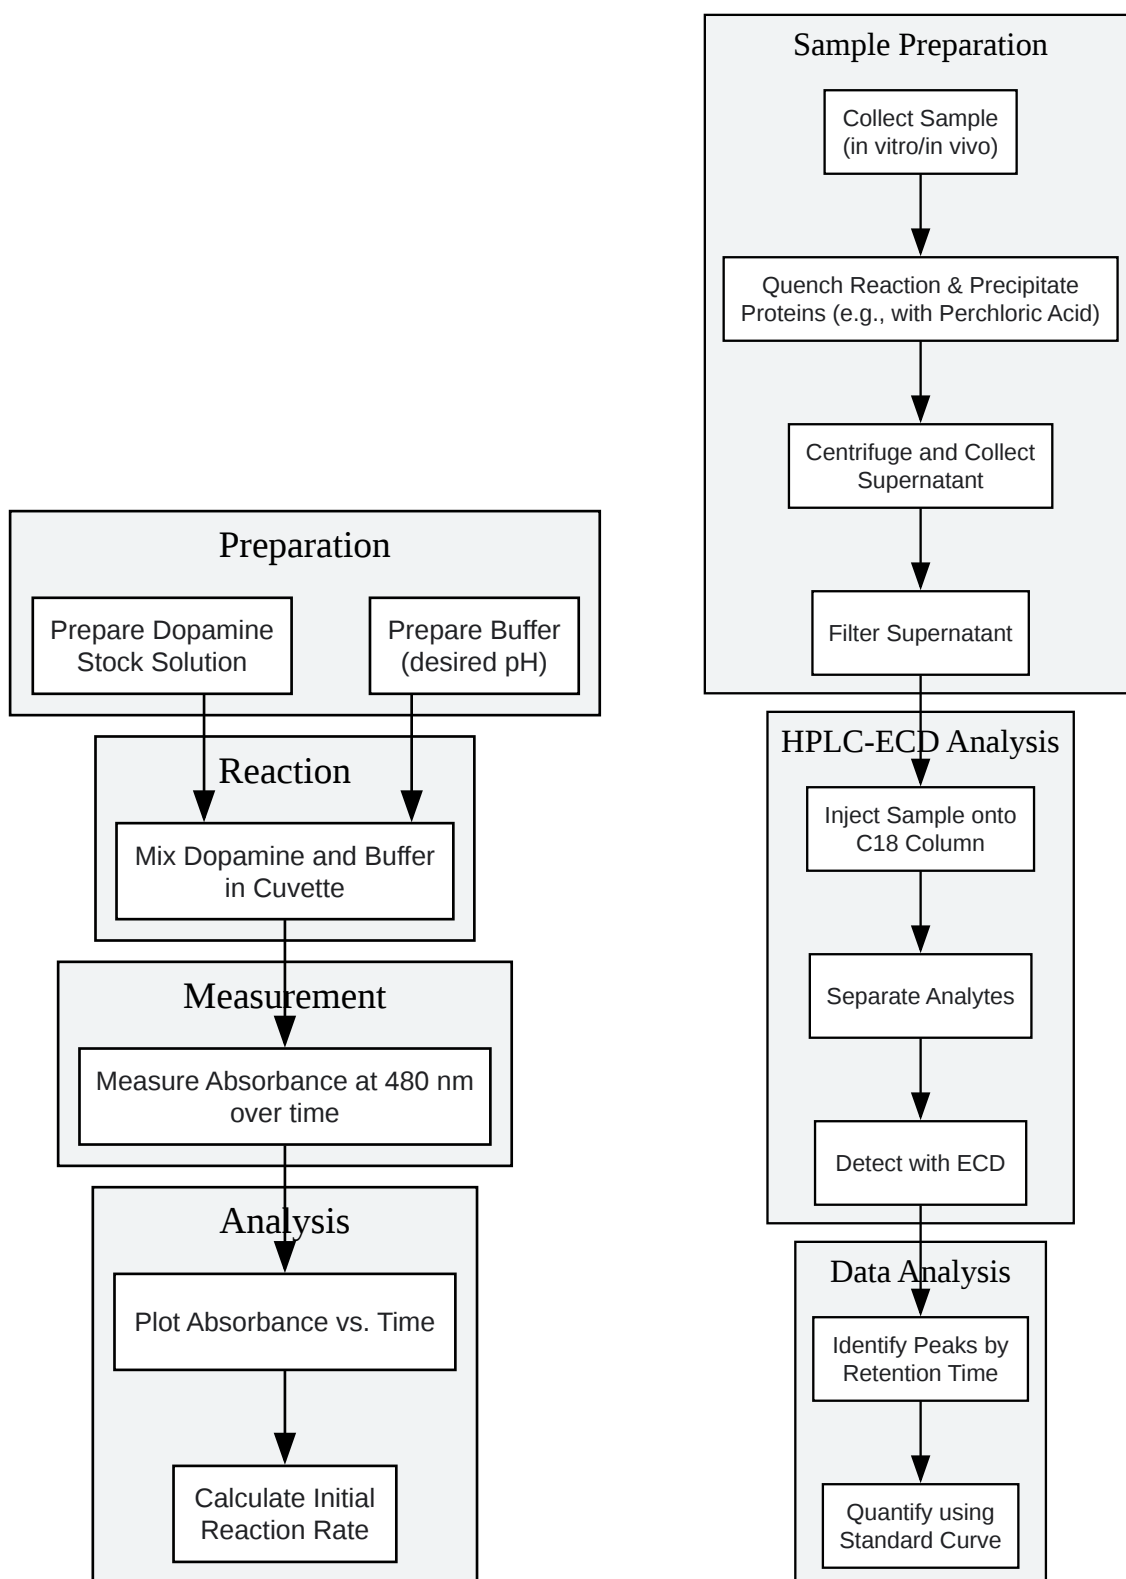 Preparation
Prepare Dopamine
Stock Solution
Prepare Buffer
(desired pH)
Reaction
Mix Dopamine and Buffer
in Cuvette
Measurement
Measure Absorbance at 480 nm
over time
Analysis
Plot Absorbance vs. Time
Calculate Initial
Reaction Rate
Sample Preparation
Collect Sample
(in vitro/in vivo)
Quench Reaction & Precipitate
Proteins (e.g., with Perchloric Acid)
Centrifuge and Collect
Supernatant
Filter Supernatant
HPLC-ECD Analysis
Inject Sample onto
C18 Column
Separate Analytes
Detect with ECD
Data Analysis
Identify Peaks by
Retention Time
Quantify using
Standard Curve